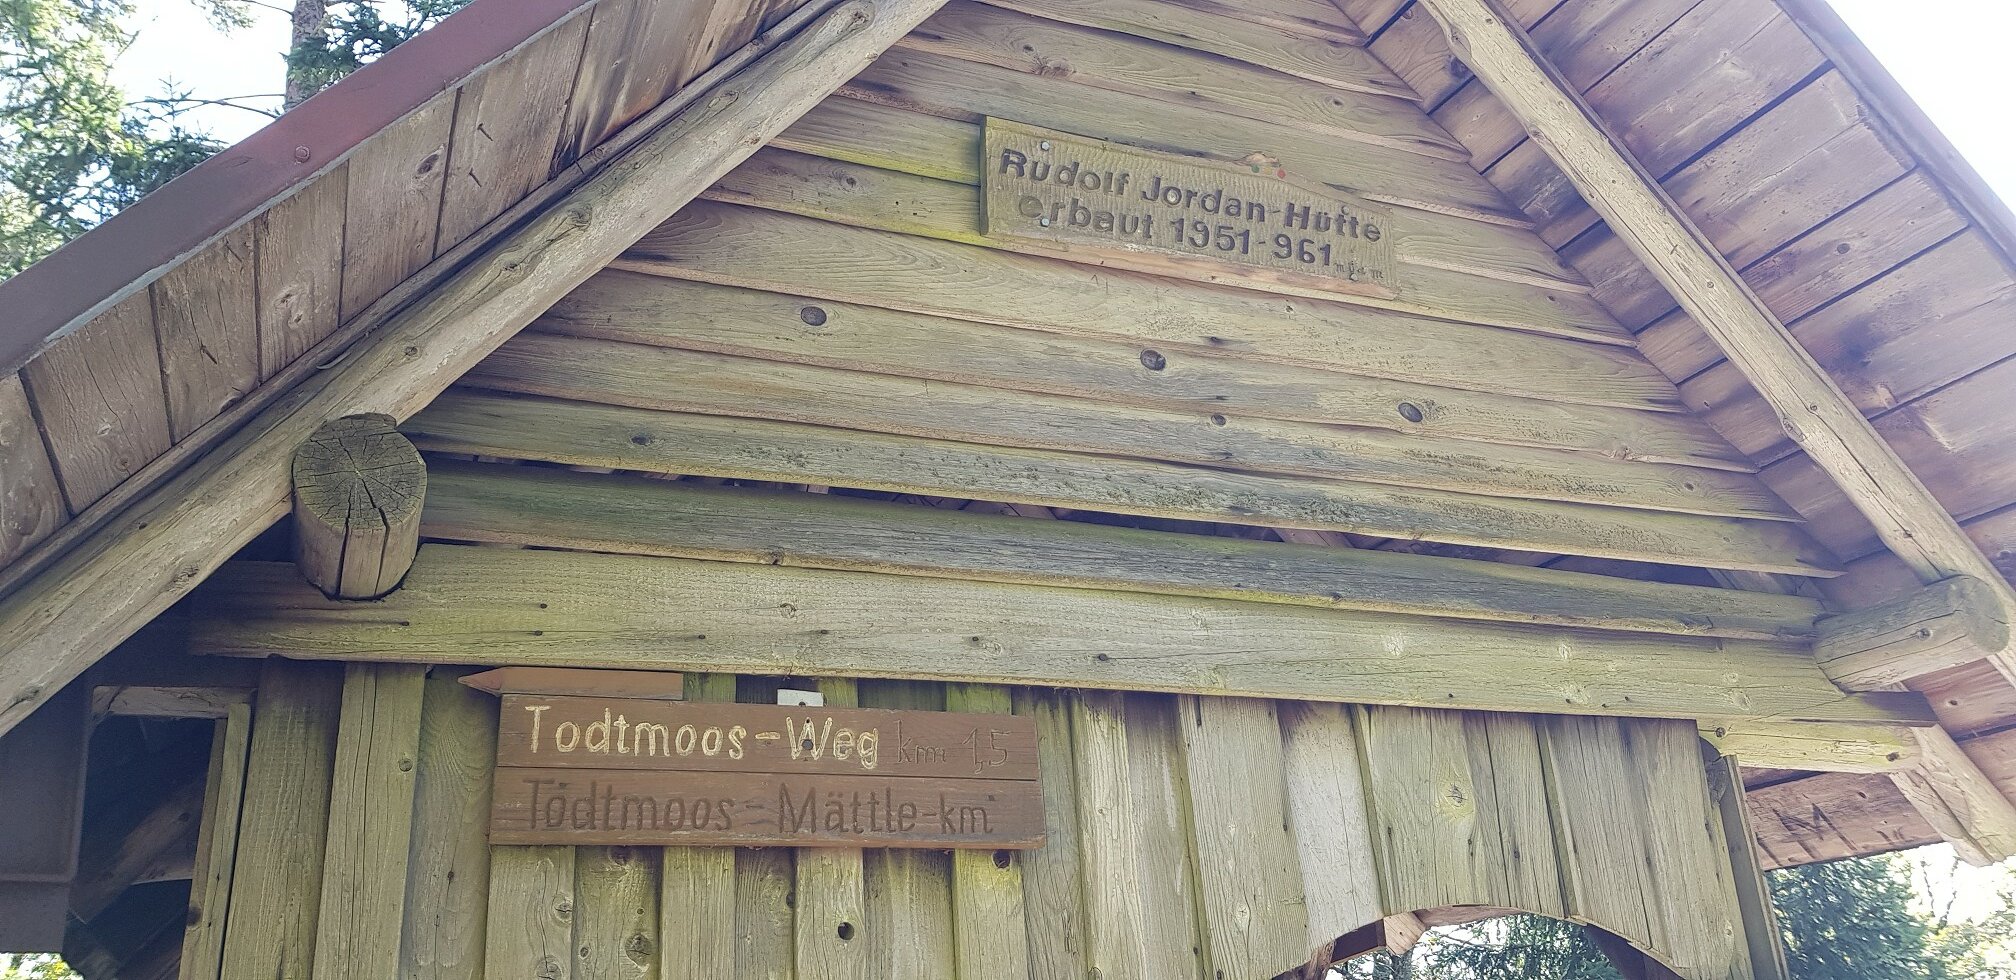 Rudolf Jordan-Hütte
erbaut 1951-961 m ü d m
Todtmoos-Weg km 1,5
Todtmoos-Mättle-km
M